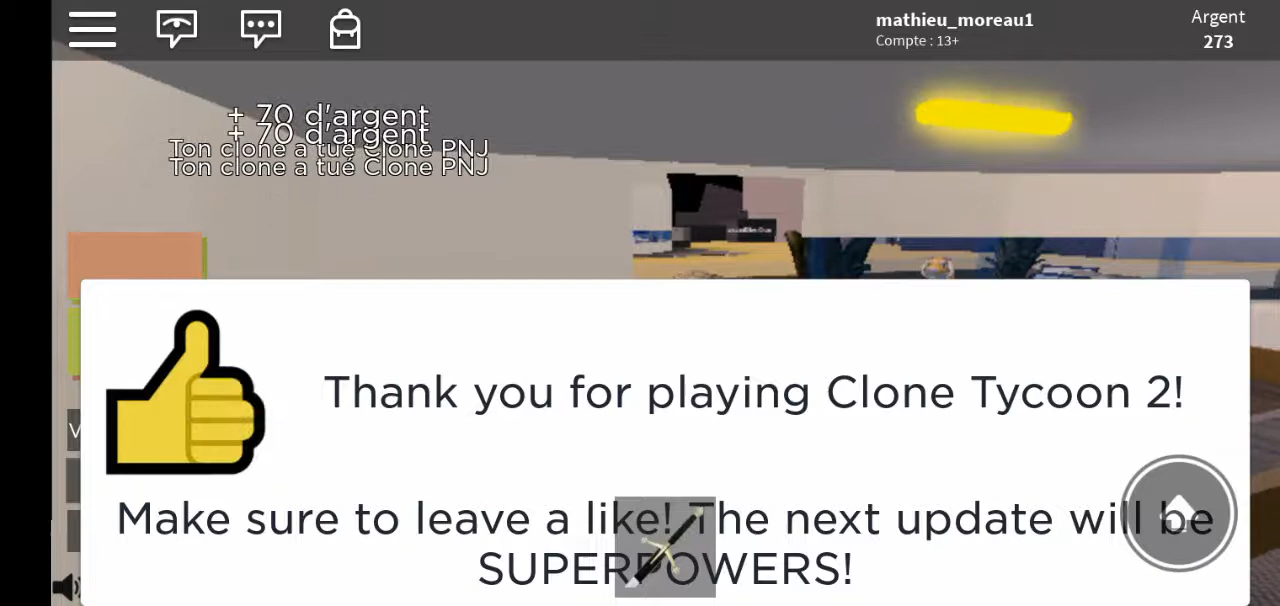 mathieu_moreau1
Compte : 13+
Argent
273
+ 70 d'argent
+ 70 d'argent
Ton clone a tué Clone PNJ
Ton clone a tué Clone PNJ
Thank you for playing Clone Tycoon 2!
Make sure to leave a like! The next update will be
SUPERPOWERS!